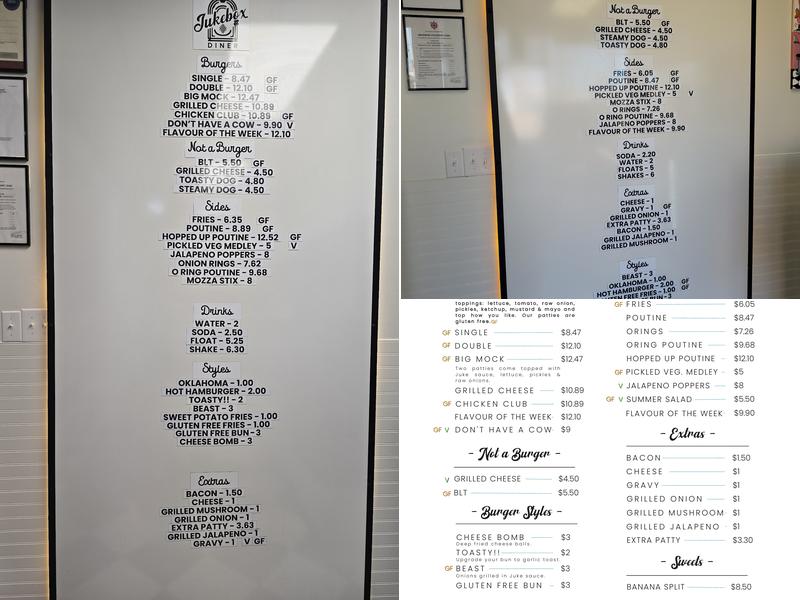 Jukebox
DINER
Burgers
SINGLE - 8.47 GF
DOUBLE - 12.10 GF
BIG MOCK - 12.47
GRILLED CHEESE - 10.89
CHICKEN CLUB - 10.89 GF
DON'T HAVE A COW - 9.90 V
FLAVOUR OF THE WEEK - 12.10
Not a Burger
BLT - 5.50 GF
GRILLED CHEESE - 4.50
TOASTY DOG - 4.80
STEAMY DOG - 4.50
Sides
FRIES - 6.35 GF
POUTINE - 8.89 GF
HOPPED UP POUTINE - 12.52 GF
PICKLED VEG MEDLEY - 5 V
JALAPENO POPPERS - 8
ONION RINGS - 7.62
O RING POUTINE - 9.68
MOZZA STIX - 8
Drinks
WATER - 2
SODA - 2.50
FLOAT - 5.25
SHAKE - 6.30
Styles
OKLAHOMA - 1.00
HOT HAMBURGER - 2.00
TOASTY!! - 2
BEAST - 3
SWEET POTATO FRIES - 1.00
GLUTEN FREE FRIES - 1.00
GLUTEN FREE BUN - 3
CHEESE BOMB - 3
Extras
BACON - 1.50
CHEESE - 1
GRILLED MUSHROOM - 1
GRILLED ONION - 1
EXTRA PATTY - 3.63
GRILLED JALAPENO - 1
GRAVY - 1 V GF
Not a Burger
BLT - 5.50 GF
GRILLED CHEESE - 4.50
STEAMY DOG - 4.50
TOASTY DOG - 4.80
Sides
FRIES - 6.05 GF
POUTINE - 8.47 GF
HOPPED UP POUTINE - 12.10
PICKLED VEG MEDLEY - 5 V
MOZZA STIX - 8
O RINGS - 7.26
O RING POUTINE - 9.68
JALAPENO POPPERS - 8
FLAVOUR OF THE WEEK - 9.90
Drinks
SODA - 2.20
WATER - 2
FLOATS - 5
SHAKES - 6
Extras
CHEESE - 1
GRAVY - 1 GF
GRILLED ONION - 1
EXTRA PATTY - 3.63
BACON - 1.50
GRILLED JALAPENO - 1
GRILLED MUSHROOM - 1
Styles
BEAST - 3
OKLAHOMA - 1.00
HOT HAMBURGER - 2.00 GF
GLUTEN FREE FRIES - 1.00 GF
GLUTEN FREE BUN - 3
toppings: lettuce, tomato, raw onion,
pickles, ketchup, mustard & mayo and
top how you like. Our patties are
gluten free. GF
GF SINGLE $8.47
GF DOUBLE $12.10
GF BIG MOCK $12.47
Two patties come topped with
Juke sauce, lettuce, pickles &
raw onions.
GRILLED CHEESE $10.89
GF CHICKEN CLUB $10.89
FLAVOUR OF THE WEEK $12.10
GF V DON'T HAVE A COW $9
- Not a Burger -
V GRILLED CHEESE $4.50
GF BLT $5.50
- Burger Styles -
CHEESE BOMB $3
Deep fried cheese balls.
TOASTY!! $2
Upgrade your bun to garlic toast.
GF BEAST $3
Onions grilled in Juke sauce.
GLUTEN FREE BUN $3
GF FRIES $6.05
POUTINE $8.47
ORINGS $7.26
ORING POUTINE $9.68
HOPPED UP POUTINE $12.10
GF PICKLED VEG. MEDLEY $5
V JALAPENO POPPERS $8
GF V SUMMER SALAD $5.50
FLAVOUR OF THE WEEK $9.90
- Extras -
BACON $1.50
CHEESE $1
GRAVY $1
GRILLED ONION $1
GRILLED MUSHROOM $1
GRILLED JALAPENO $1
EXTRA PATTY $3.30
- Sweets -
BANANA SPLIT $8.50